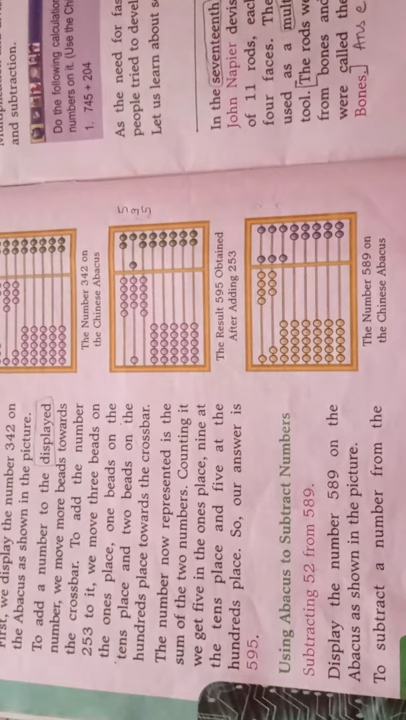 First, we display the number 342 on
the Abacus as shown in the picture.
To add a number to the displayed
number, we move more beads towards
the crossbar. To add the number
253 to it, we move three beads on
the ones place, one beads on the
tens place and two beads on the
hundreds place towards the crossbar.
The number now represented is the
sum of the two numbers. Counting it
we get five in the ones place, nine at
the tens place and five at the
hundreds place. So, our answer is
595.
Using Abacus to Subtract Numbers
Subtracting 52 from 589.
Display the number 589 on the
Abacus as shown in the picture.
To subtract a number from the
The Number 342 on
the Chinese Abacus
The Result 595 Obtained
After Adding 253
The Number 589 on
the Chinese Abacus
and subtraction.
Do the following calculation
numbers on it. (Use the Chi
1. 745 + 204
As the need for fas
people tried to devel
Let us learn about s
In the seventeenth
John Napier devis
of 11 rods, eac
four faces. The
used as a mult
tool. The rods we
from bones and
were called the
Bones. Ans e